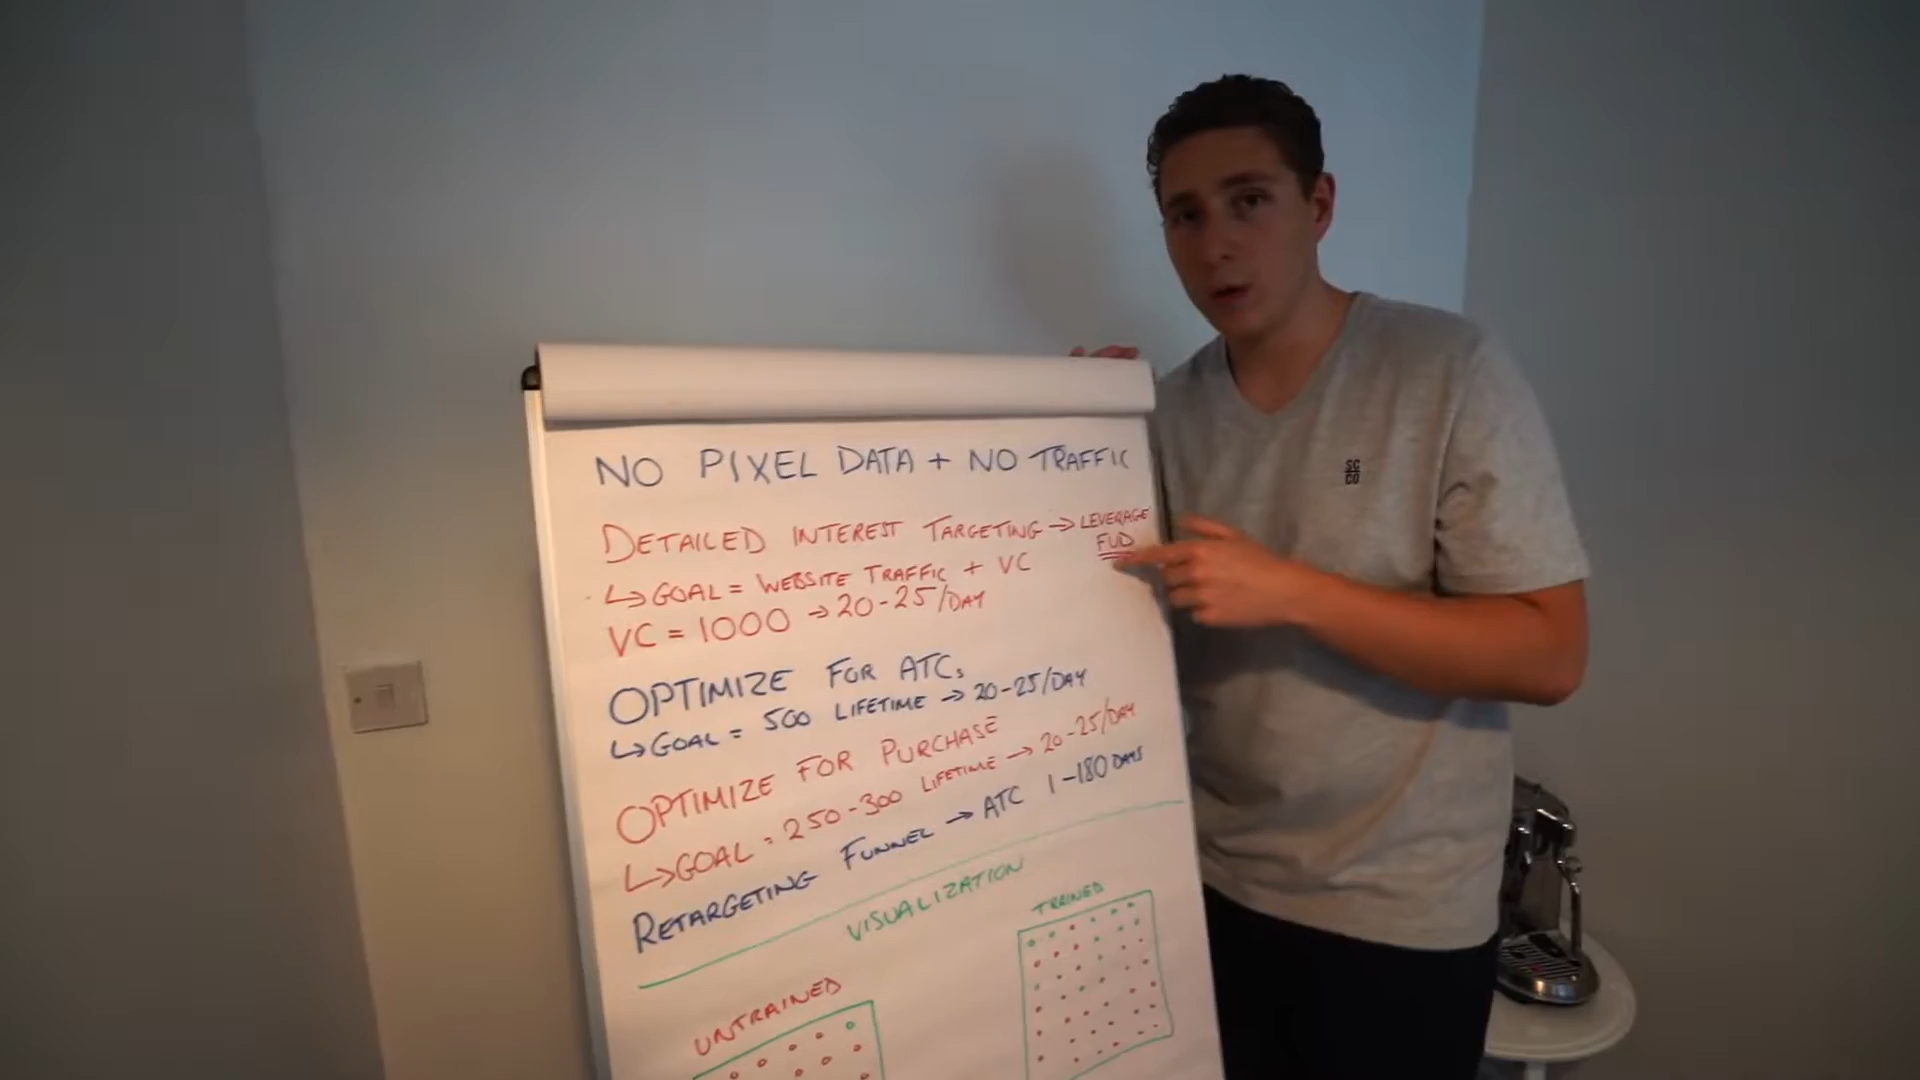 NO PIXEL DATA + NO TRAFFIC
DETAILED INTEREST TARGETING → LEVERAGE
FUD
↳ GOAL = WEBSITE TRAFFIC + VC
VC = 1000 → 20-25/DAY
OPTIMIZE FOR ATCs
↳ GOAL = 500 LIFETIME → 20-25/DAY
OPTIMIZE FOR PURCHASE
↳ GOAL = 250-300 LIFETIME → 20-25/DAY
RETARGETING FUNNEL → ATC 1-180 DAYS
VISUALIZATION
UNTRAINED
TRAINED
SC
CO